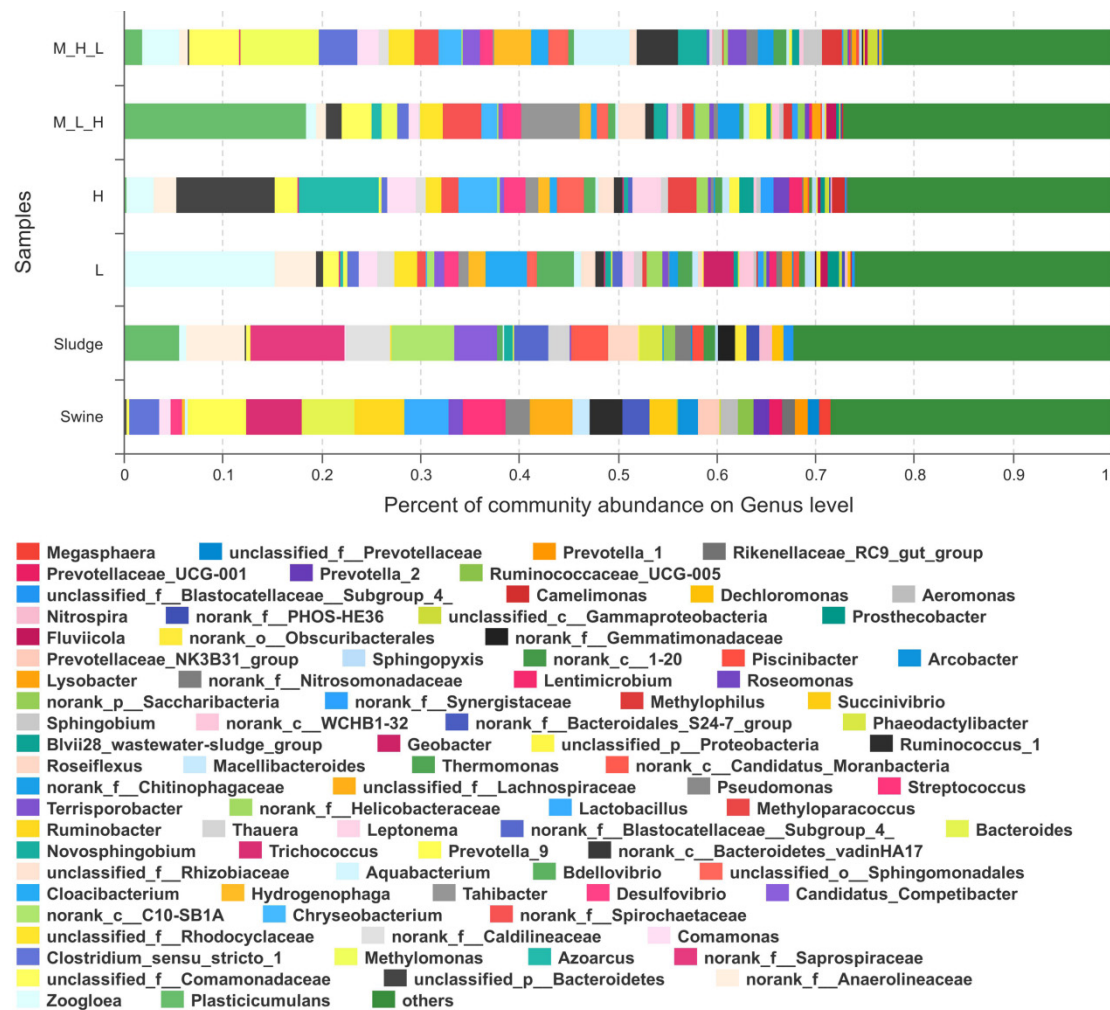 M_H_L
M_L_H
H
L
Sludge
Swine
Samples
0 0.1 0.2 0.3 0.4 0.5 0.6 0.7 0.8 0.9 1
Percent of community abundance on Genus level
Megasphaera unclassified_f__Prevotellaceae Prevotella_1 Rikenellaceae_RC9_gut_group
Prevotellaceae_UCG-001 Prevotella_2 Ruminococcaceae_UCG-005
unclassified_f__Blastocatellaceae__Subgroup_4_ Camelimonas Dechloromonas Aeromonas
Nitrospira norank_f__PHOS-HE36 unclassified_c__Gammaproteobacteria Prosthecobacter
Fluviicola norank_o__Obscuribacterales norank_f__Gemmatimonadaceae
Prevotellaceae_NK3B31_group Sphingopyxis norank_c__1-20 Piscinibacter Arcobacter
Lysobacter norank_f__Nitrosomonadaceae Lentimicrobium Roseomonas
norank_p__Saccharibacteria norank_f__Synergistaceae Methylophilus Succinivibrio
Sphingobium norank_c__WCHB1-32 norank_f__Bacteroidales_S24-7_group Phaeodactylibacter
Blvii28_wastewater-sludge_group Geobacter unclassified_p__Proteobacteria Ruminococcus_1
Roseiflexus Macellibacteroides Thermomonas norank_c__Candidatus_Moranbacteria
norank_f__Chitinophagaceae unclassified_f__Lachnospiraceae Pseudomonas Streptococcus
Terrisporobacter norank_f__Helicobacteraceae Lactobacillus Methyloparacoccus
Ruminobacter Thauera Leptonema norank_f__Blastocatellaceae__Subgroup_4_ Bacteroides
Novosphingobium Trichococcus Prevotella_9 norank_c__Bacteroidetes_vadinHA17
unclassified_f__Rhizobiaceae Aquabacterium Bdellovibrio unclassified_o__Sphingomonadales
Cloacibacterium Hydrogenophaga Tahibacter Desulfovibrio Candidatus_Competibacter
norank_c__C10-SB1A Chryseobacterium norank_f__Spirochaetaceae
unclassified_f__Rhodocyclaceae norank_f__Caldilineaceae Comamonas
Clostridium_sensu_stricto_1 Methylomonas Azoarcus norank_f__Saprospiraceae
unclassified_f__Comamonadaceae unclassified_p__Bacteroidetes norank_f__Anaerolineaceae
Zoogloea Plasticicumulans others